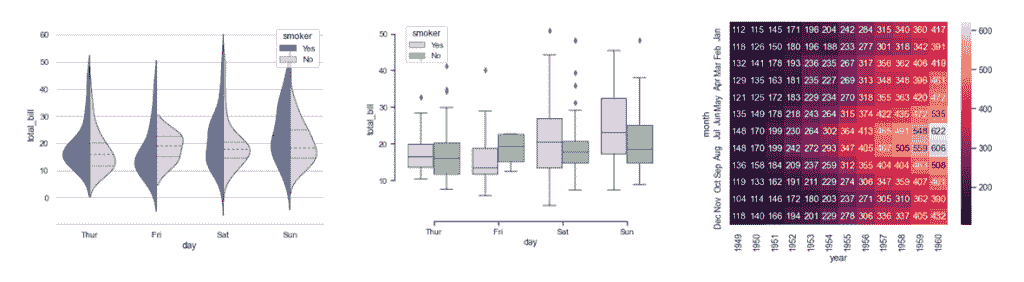 60
50
40
30
20
10
0
total_bill
smoker
Yes
No
Thur Fri Sat Sun
day
50
40
30
20
10
total_bill
smoker
Yes
No
Thur Fri Sat Sun
day
month
Jan 112 115 145 171 196 204 242 284 315 340 360 417
Feb 118 126 150 180 196 188 233 277 301 318 342 391
Mar 132 141 178 193 236 235 267 317 356 362 406 419
Apr 129 135 163 181 235 227 269 313 348 348 396 461
May 121 125 172 183 229 234 270 318 355 363 420 472
Jun 135 149 178 218 243 264 315 374 422 435 472 535
Jul 148 170 199 230 264 302 364 413 465 491 548 622
Aug 148 170 199 242 272 293 347 405 467 505 559 606
Sep 136 158 184 209 237 259 312 355 404 404 463 508
Oct 119 133 162 191 211 229 274 306 347 359 407 461
Nov 104 114 146 172 180 203 237 271 305 310 362 390
Dec 118 140 166 194 201 229 278 306 336 337 405 432
1949 1950 1951 1952 1953 1954 1955 1956 1957 1958 1959 1960
year
600
500
400
300
200